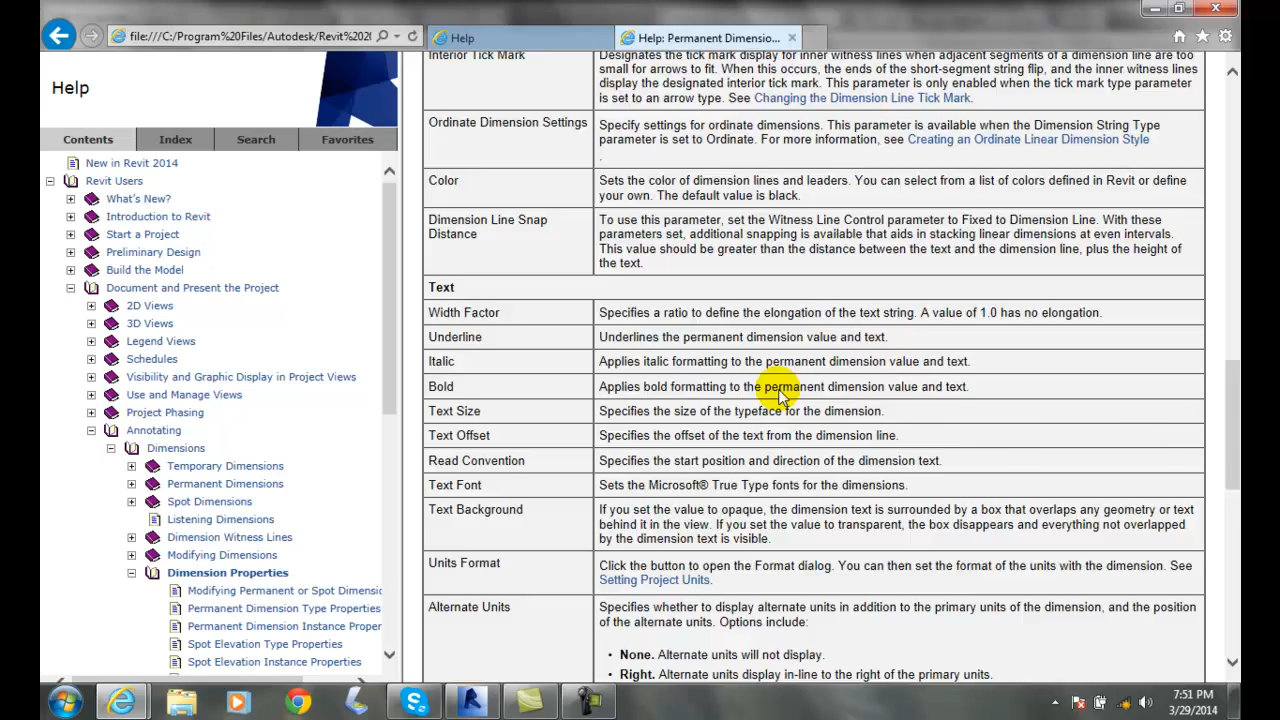 file:///C:/Program%20Files/Autodesk/Revit%20
Help
Help: Permanent Dimensio...
Help
Contents
Index
Search
Favorites
New in Revit 2014
Revit Users
What's New?
Introduction to Revit
Start a Project
Preliminary Design
Build the Model
Document and Present the Project
2D Views
3D Views
Legend Views
Schedules
Visibility and Graphic Display in Project Views
Use and Manage Views
Project Phasing
Annotating
Dimensions
Temporary Dimensions
Permanent Dimensions
Spot Dimensions
Listening Dimensions
Dimension Witness Lines
Modifying Dimensions
Dimension Properties
Modifying Permanent or Spot Dimensio
Permanent Dimension Type Properties
Permanent Dimension Instance Proper
Spot Elevation Type Properties
Spot Elevation Instance Properties
Interior Tick Mark
Designates the tick mark display for inner witness lines when adjacent segments of a dimension line are too
small for arrows to fit. When this occurs, the ends of the short-segment string flip, and the inner witness lines
display the designated interior tick mark. This parameter is only enabled when the tick mark type parameter
is set to an arrow type. See Changing the Dimension Line Tick Mark.
Ordinate Dimension Settings
Specify settings for ordinate dimensions. This parameter is available when the Dimension String Type
parameter is set to Ordinate. For more information, see Creating an Ordinate Linear Dimension Style
.
Color
Sets the color of dimension lines and leaders. You can select from a list of colors defined in Revit or define
your own. The default value is black.
Dimension Line Snap
Distance
To use this parameter, set the Witness Line Control parameter to Fixed to Dimension Line. With these
parameters set, additional snapping is available that aids in stacking linear dimensions at even intervals.
This value should be greater than the distance between the text and the dimension line, plus the height of
the text.
Text
Width Factor
Specifies a ratio to define the elongation of the text string. A value of 1.0 has no elongation.
Underline
Underlines the permanent dimension value and text.
Italic
Applies italic formatting to the permanent dimension value and text.
Bold
Applies bold formatting to the permanent dimension value and text.
Text Size
Specifies the size of the typeface for the dimension.
Text Offset
Specifies the offset of the text from the dimension line.
Read Convention
Specifies the start position and direction of the dimension text.
Text Font
Sets the Microsoft® True Type fonts for the dimensions.
Text Background
If you set the value to opaque, the dimension text is surrounded by a box that overlaps any geometry or text
behind it in the view. If you set the value to transparent, the box disappears and everything not overlapped
by the dimension text is visible.
Units Format
Click the button to open the Format dialog. You can then set the format of the units with the dimension. See
Setting Project Units.
Alternate Units
Specifies whether to display alternate units in addition to the primary units of the dimension, and the position
of the alternate units. Options include:
• None. Alternate units will not display.
• Right. Alternate units display in-line to the right of the primary units.
7:51 PM
3/29/2014